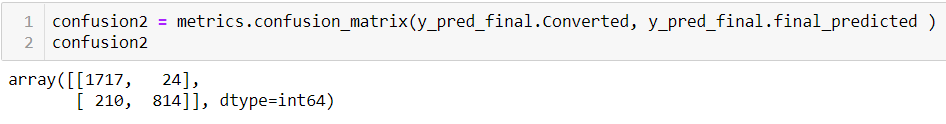 1 confusion2 = metrics.confusion_matrix(y_pred_final.Converted, y_pred_final.final_predicted )
2 confusion2
array([[1717,   24],
       [ 210,  814]], dtype=int64)